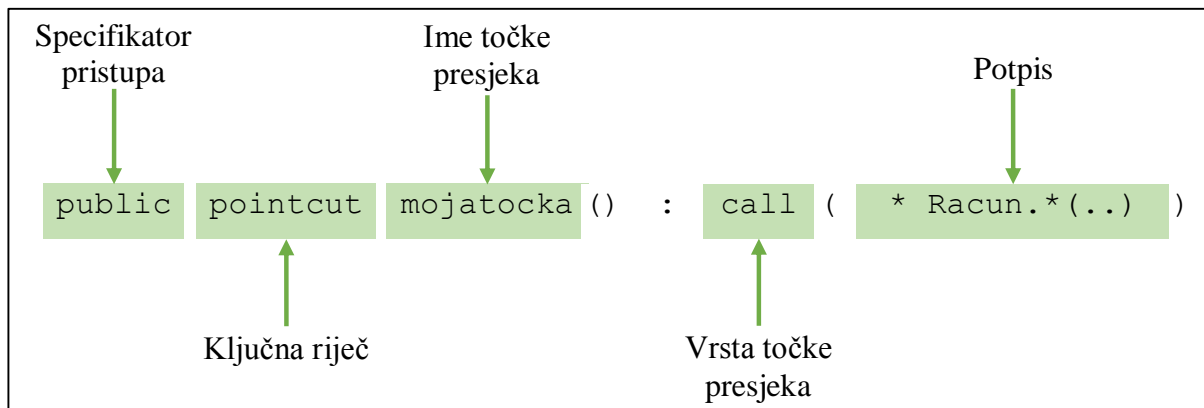 Specifikator
pristupa
Ime točke
presjeka
Potpis
public pointcut mojatocka() : call ( * Racun.*(..) )
Ključna riječ
Vrsta točke
presjeka